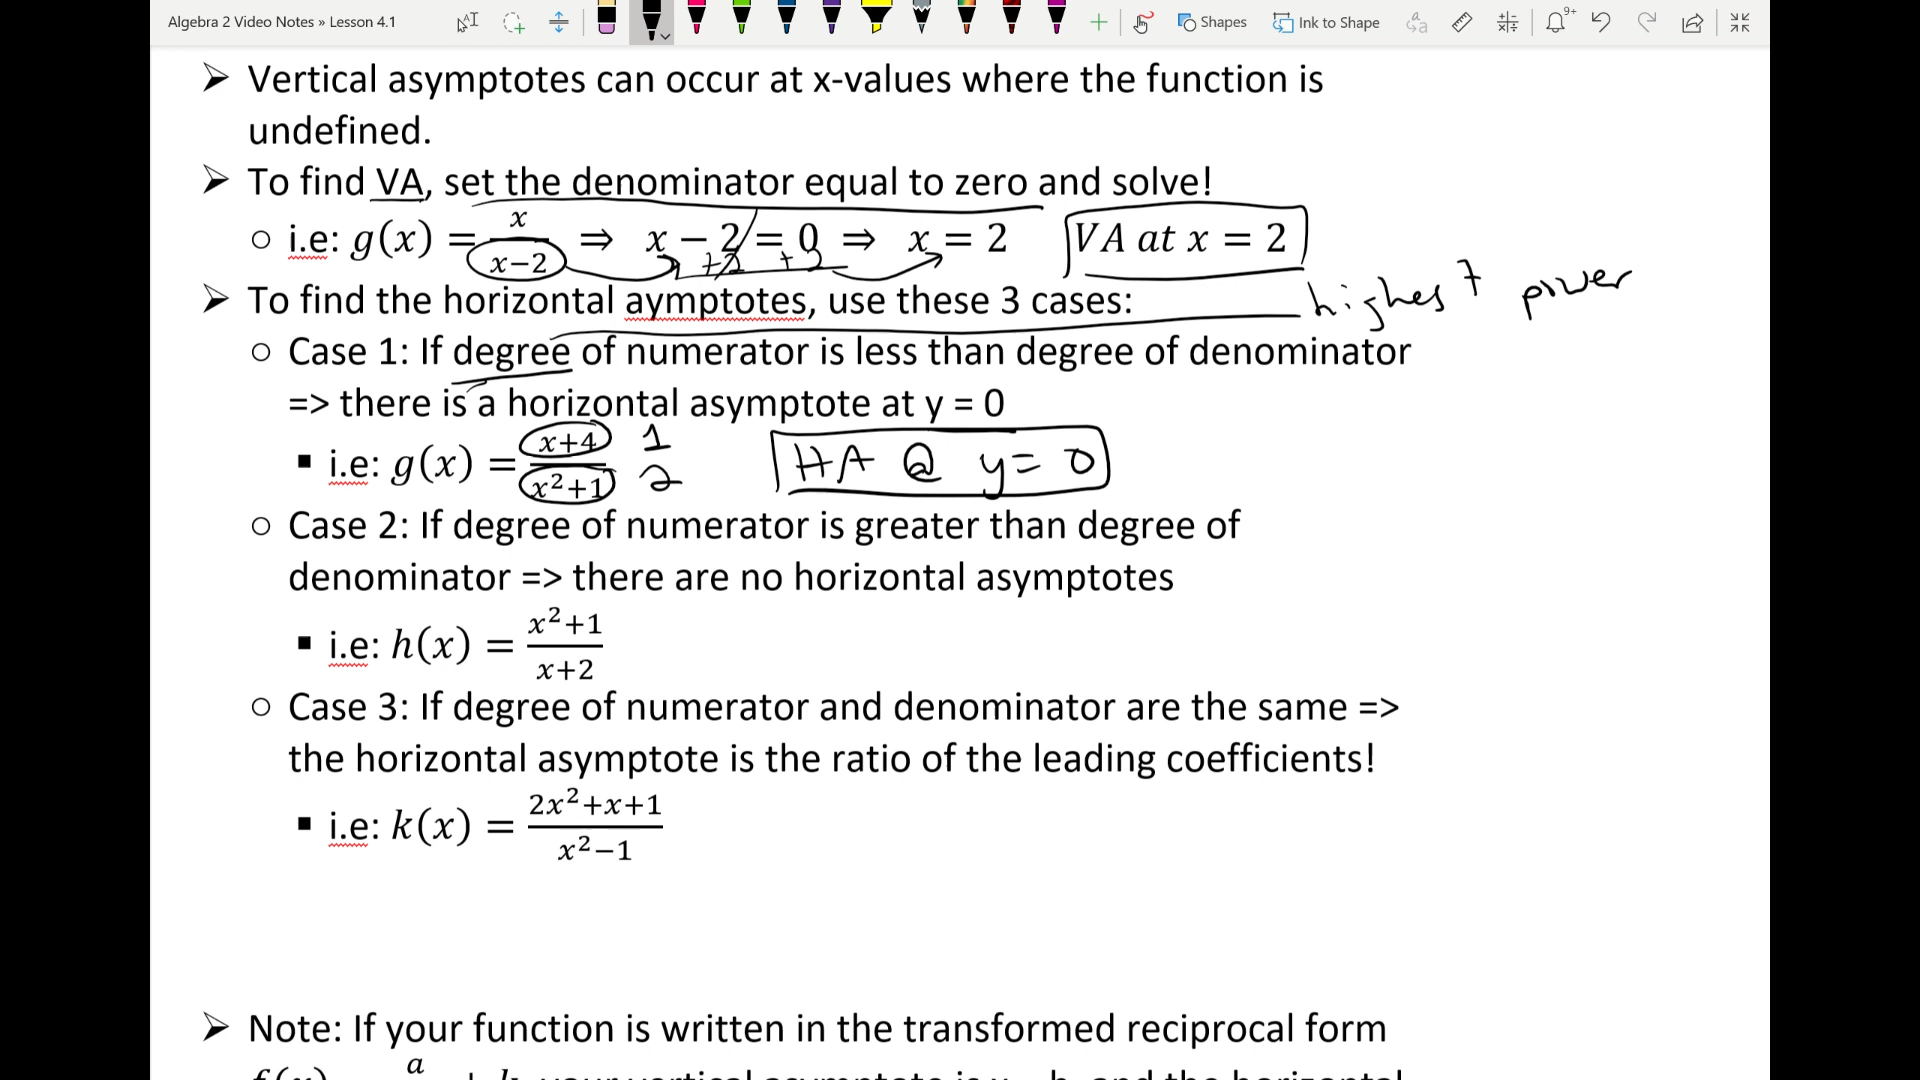 Algebra 2 Video Notes » Lesson 4.1
Shapes
Ink to Shape
9+
➢ Vertical asymptotes can occur at x-values where the function is
undefined.
➢ To find VA, set the denominator equal to zero and solve!
○ i.e: g(x) = x/(x−2) ⇒ x − 2 = 0 ⇒ x = 2 VA at x = 2
+2 +2
➢ To find the horizontal aymptotes, use these 3 cases: highest power
○ Case 1: If degree of numerator is less than degree of denominator
=> there is a horizontal asymptote at y = 0
▪ i.e: g(x) = (x+4)/(x²+1) 1 2 HA @ y = 0
○ Case 2: If degree of numerator is greater than degree of
denominator => there are no horizontal asymptotes
▪ i.e: h(x) = (x²+1)/(x+2)
○ Case 3: If degree of numerator and denominator are the same =>
the horizontal asymptote is the ratio of the leading coefficients!
▪ i.e: k(x) = (2x²+x+1)/(x²−1)
➢ Note: If your function is written in the transformed reciprocal form